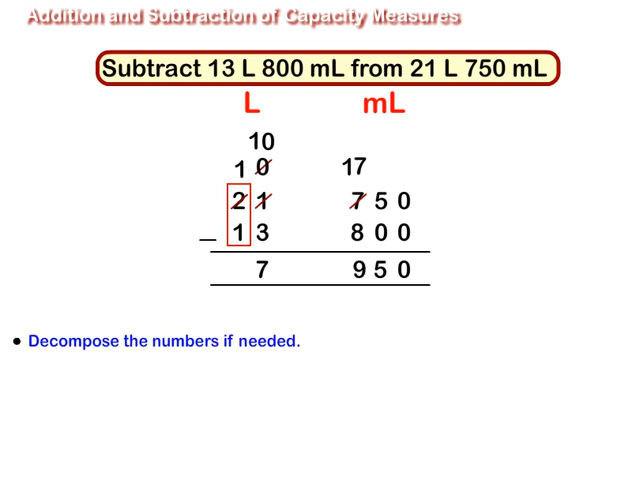 Addition and Subtraction of Capacity Measures
Subtract 13 L 800 mL from 21 L 750 mL
L mL
10
1 0 17
2 1 7 5 0
— 1 3 8 0 0
7 9 5 0
• Decompose the numbers if needed.